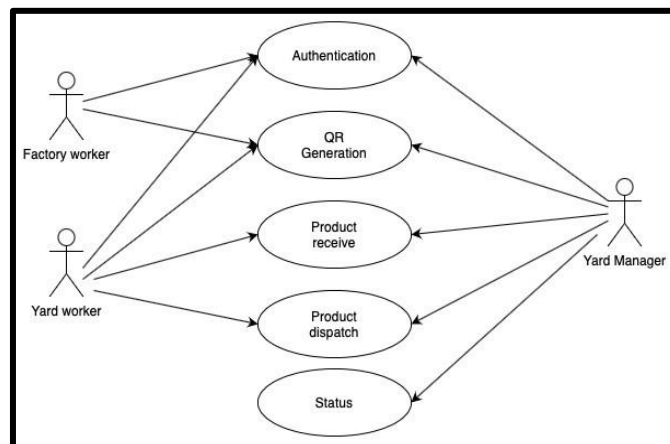 Authentication
Factory worker
QR
Generation
Product
receive
Yard worker
Yard Manager
Product
dispatch
Status